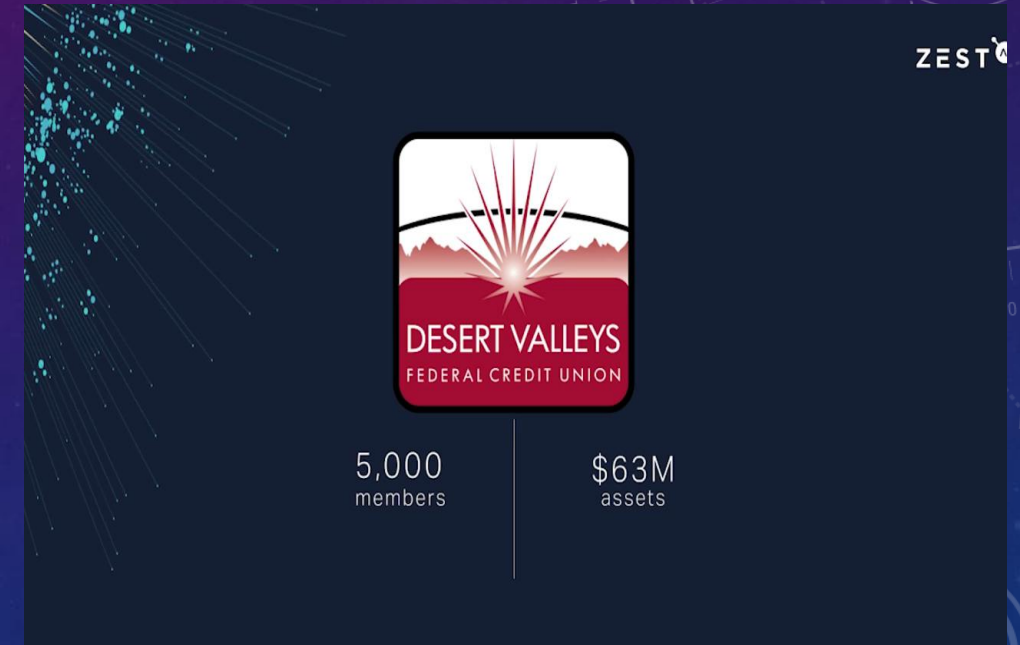 ZEST
DESERT VALLEYS
FEDERAL CREDIT UNION
5,000
members
$63M
assets